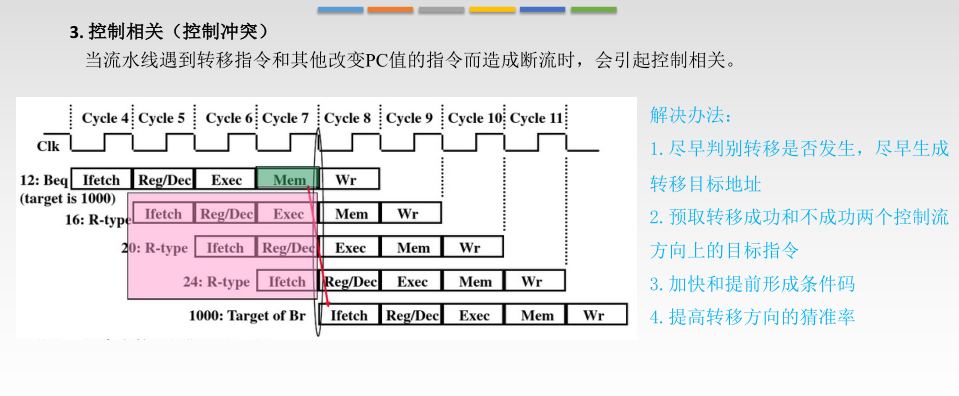 3. 控制相关（控制冲突）
当流水线遇到转移指令和其他改变PC值的指令而造成断流时，会引起控制相关。
Cycle 4 Cycle 5 Cycle 6 Cycle 7 Cycle 8 Cycle 9 Cycle 10 Cycle 11
Clk
12: Beq Ifetch Reg/Dec Exec Mem Wr
(target is 1000)
16: R-type Ifetch Reg/Dec Exec Mem Wr
20: R-type Ifetch Reg/Dec Exec Mem Wr
24: R-type Ifetch Reg/Dec Exec Mem Wr
1000: Target of Br Ifetch Reg/Dec Exec Mem Wr
解决办法：
1.尽早判别转移是否发生，尽早生成
转移目标地址
2.预取转移成功和不成功两个控制流
方向上的目标指令
3.加快和提前形成条件码
4.提高转移方向的猜准率